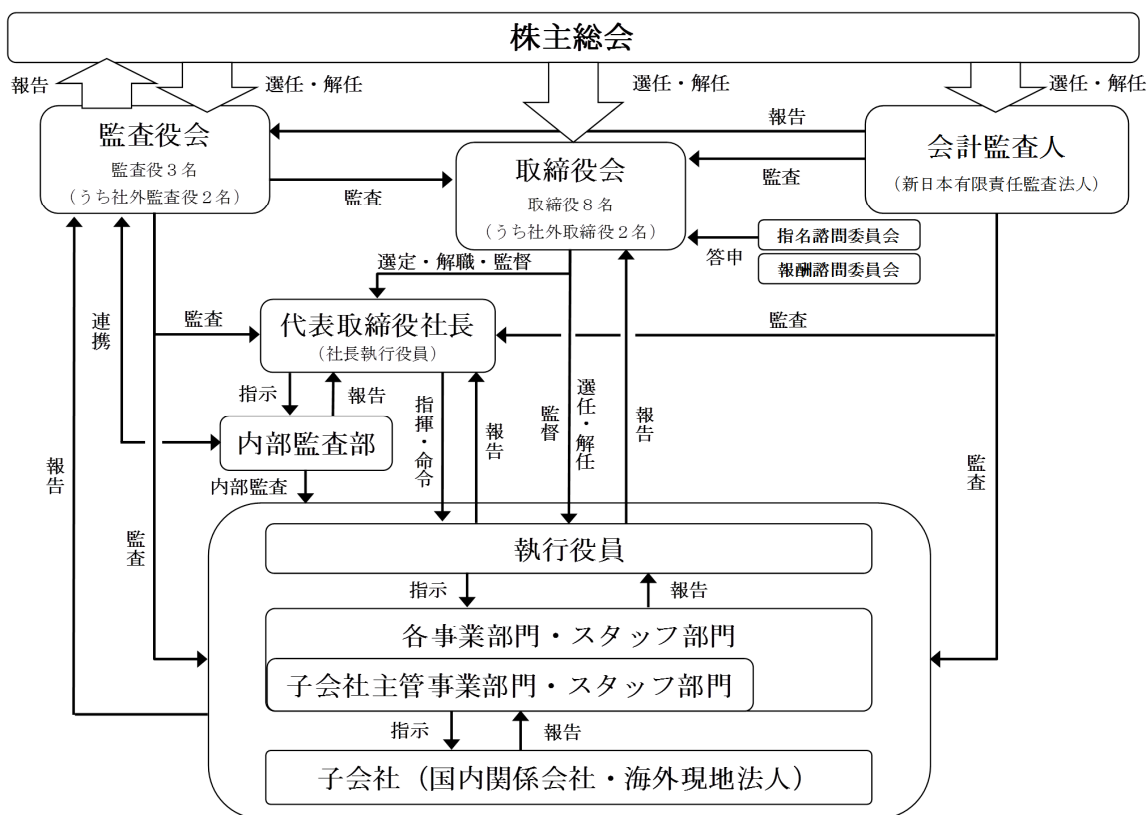 株主総会
報告
選任・解任
選任・解任
選任・解任
監査役会
監査役３名
（うち社外監査役２名）
報告
取締役会
取締役８名
（うち社外取締役２名）
会計監査人
（新日本有限責任監査法人）
監査
監査
答申
指名諮問委員会
報酬諮問委員会
選定・解職・監督
連携
監査
代表取締役社長
（社長執行役員）
監査
指示
報告
指揮・命令
報告
監督
選任・解任
報告
内部監査部
内部監査
報告
監査
監査
執行役員
指示
報告
各事業部門・スタッフ部門
子会社主管事業部門・スタッフ部門
指示
報告
子会社（国内関係会社・海外現地法人）